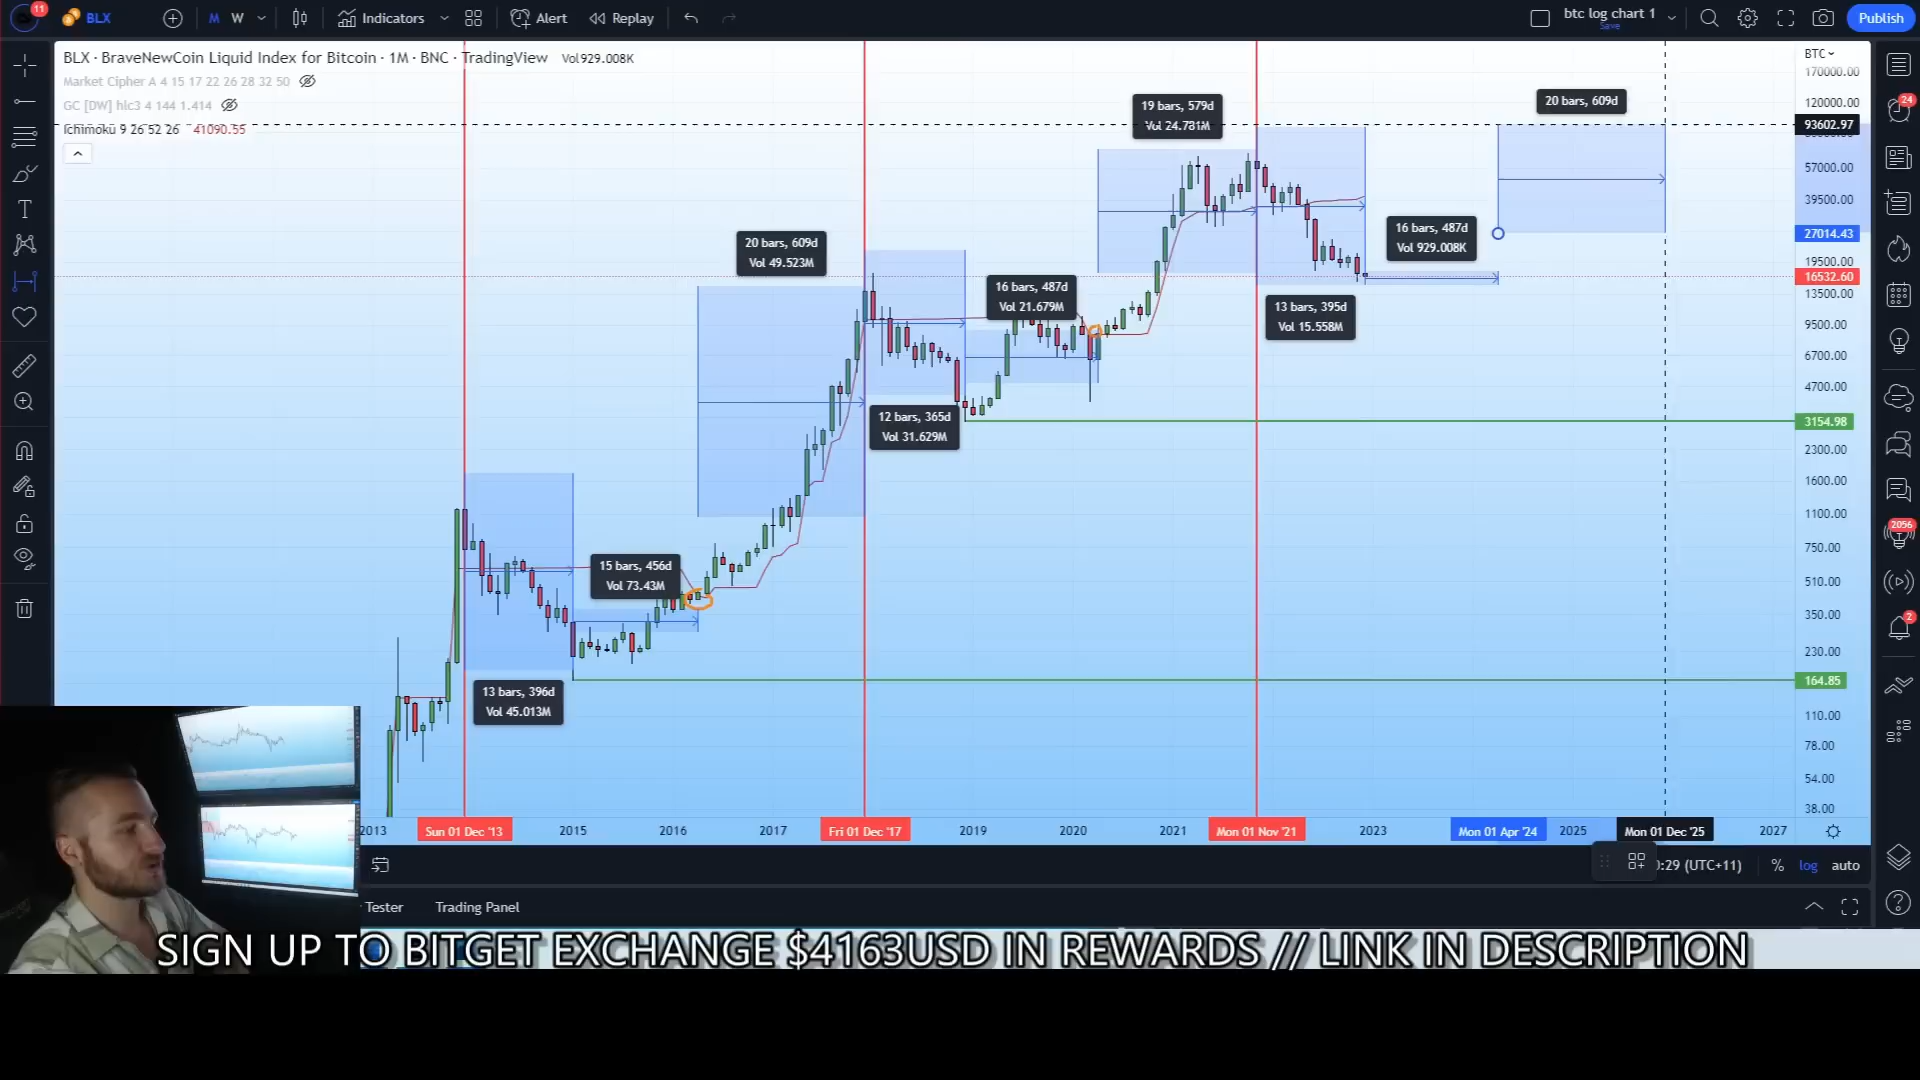 11
BLX
M W
Indicators
Alert
Replay
btc log chart 1
Save
Publish
BLX · BraveNewCoin Liquid Index for Bitcoin · 1M · BNC · TradingView Vol929.008K
Market Cipher A 4 15 17 22 26 28 32 50
GC [DW] hlc3 4 144 1.414
Ichimoku 9 26 52 26 41090.55
BTC
170000.00
120000.00
93602.97
57000.00
39500.00
27014.43
19500.00
16532.60
13500.00
9500.00
6700.00
4700.00
3154.98
2300.00
1600.00
1100.00
750.00
510.00
350.00
230.00
164.85
110.00
78.00
54.00
38.00
24
2056
2
19 bars, 579d
Vol 24.781M
20 bars, 609d
20 bars, 609d
Vol 49.523M
16 bars, 487d
Vol 929.008K
16 bars, 487d
Vol 21.679M
13 bars, 395d
Vol 15.558M
12 bars, 365d
Vol 31.629M
15 bars, 456d
Vol 73.43M
13 bars, 396d
Vol 45.013M
2013 Sun 01 Dec '13 2015 2016 2017 Fri 01 Dec '17 2019 2020 2021 Mon 01 Nov '21 2023 Mon 01 Apr '24 2025 Mon 01 Dec '25 2027
:29 (UTC+11) % log auto
Tester Trading Panel
SIGN UP TO BITGET EXCHANGE $4163USD IN REWARDS // LINK IN DESCRIPTION